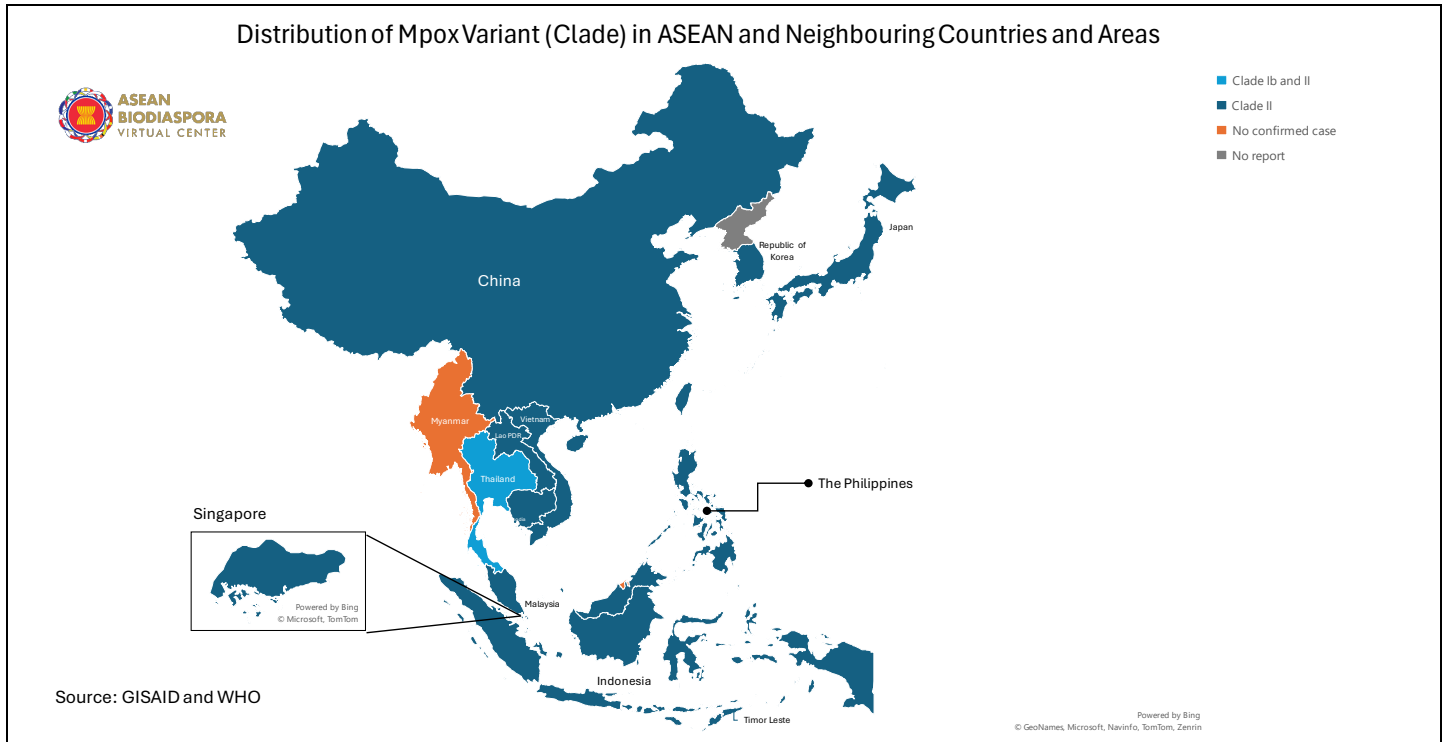 Distribution of Mpox Variant (Clade) in ASEAN and Neighbouring Countries and Areas
ASEAN
BIODIASPORA
VIRTUAL CENTER
Clade Ib and II
Clade II
No confirmed case
No report
Japan
Republic of
Korea
China
Myanmar
Vietnam
Lao PDR
Thailand
The Philippines
Singapore
Powered by Bing
© Microsoft, TomTom
Malaysia
Indonesia
Source: GISAID and WHO
Timor Leste
Powered by Bing
© GeoNames, Microsoft, Navinfo, TomTom, Zenrin